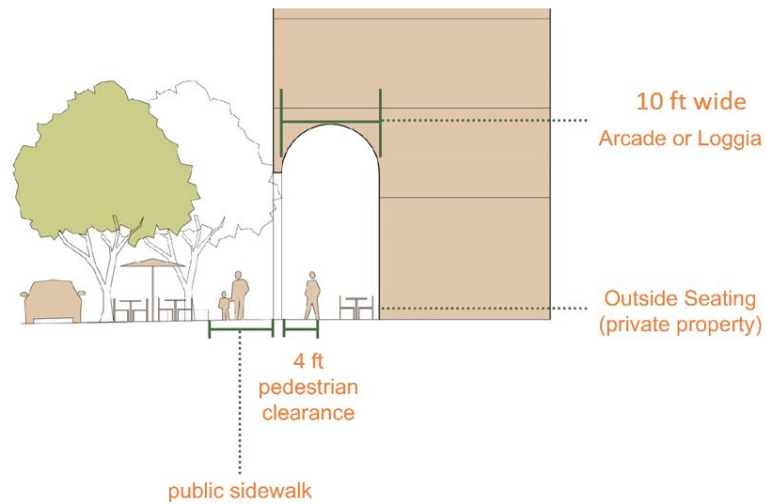 10 ft wide
Arcade or Loggia
Outside Seating
(private property)
4 ft
pedestrian
clearance
public sidewalk